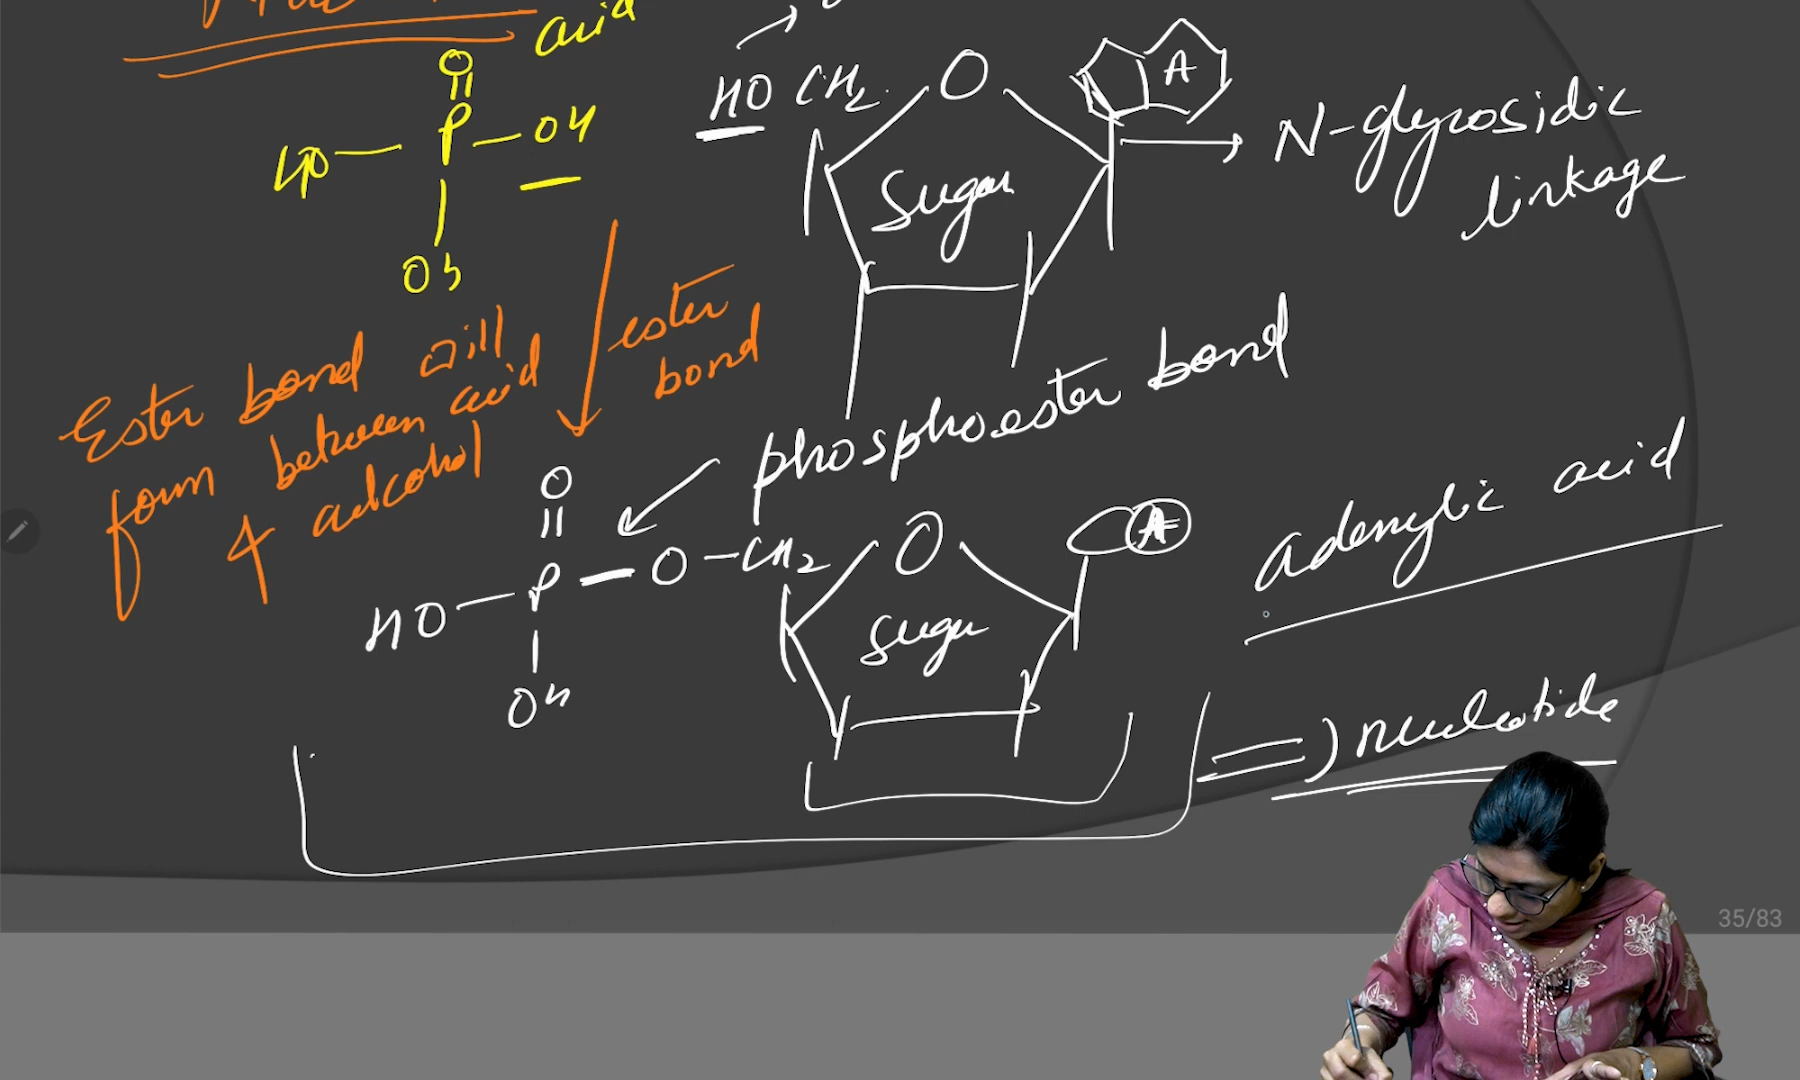 acid
O
||
P
HO
OH
OH
HO CH2
O
A
Sugar
N-glycosidic
linkage
ester
bond
Ester bond will
form between acid
& adcohol
phosphoester bond
O
||
HO
P
O
CH2
OH
O
A
Sugar
adenylic acid
=) nucleotide
35/83